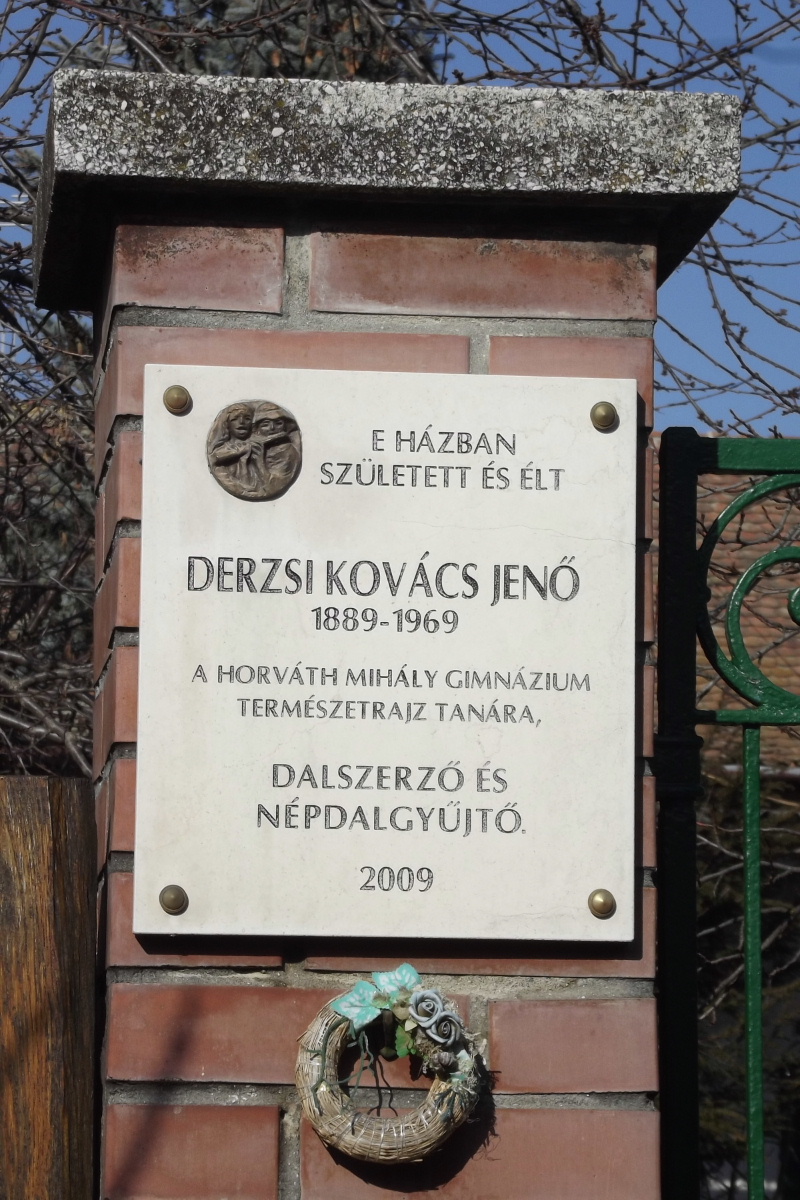 E HÁZBAN
SZÜLETETT ÉS ÉLT
DERZSI KOVÁCS JENŐ
1889-1969
A HORVÁTH MIHÁLY GIMNÁZIUM
TERMÉSZETRAJZ TANÁRA,
DALSZERZŐ ÉS
NÉPDALGYŰJTŐ.
2009